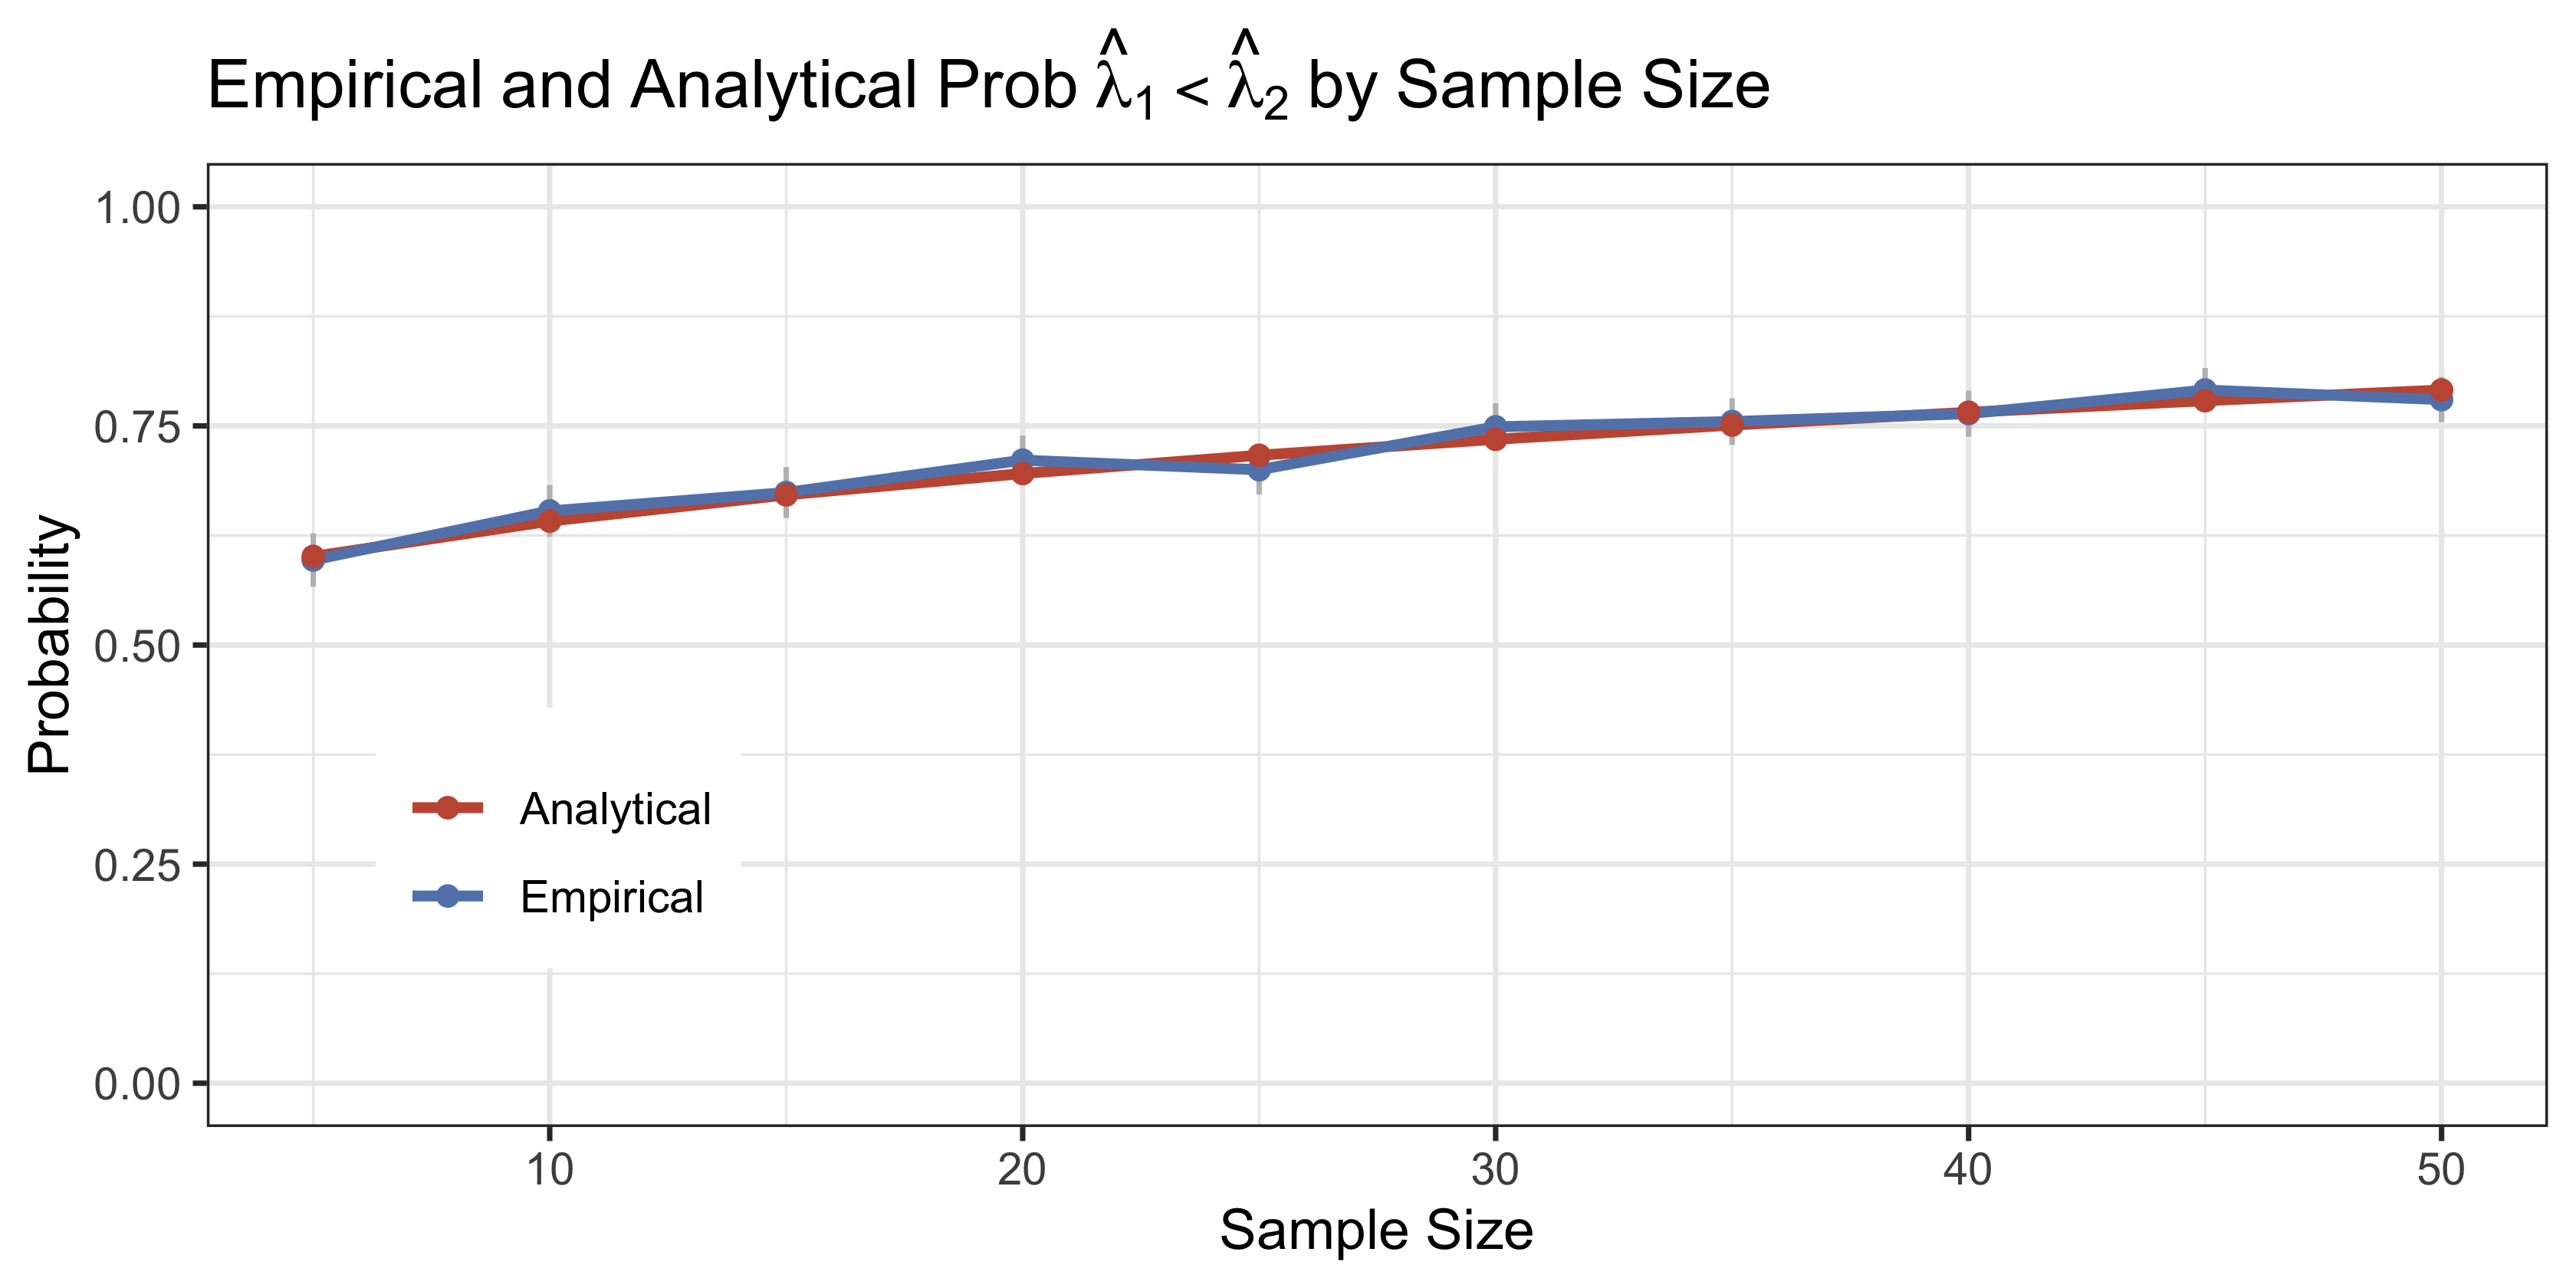 Empirical and Analytical Prob λ̂₁ < λ̂₂ by Sample Size
Probability
1.00
0.75
0.50
0.25
0.00
Analytical
Empirical
10 20 30 40 50
Sample Size